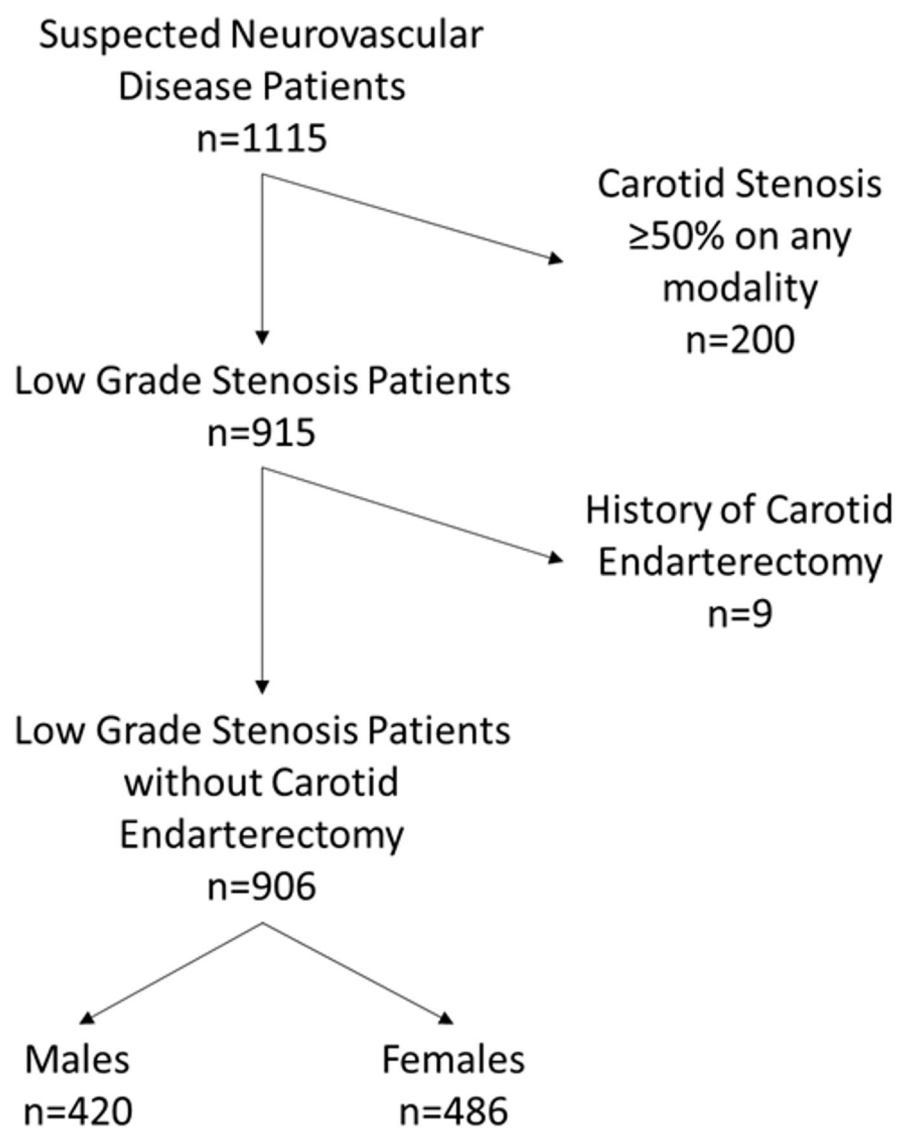 Suspected Neurovascular
Disease Patients
n=1115
Carotid Stenosis
≥50% on any
modality
n=200
Low Grade Stenosis Patients
n=915
History of Carotid
Endarterectomy
n=9
Low Grade Stenosis Patients
without Carotid
Endarterectomy
n=906
Males
n=420
Females
n=486